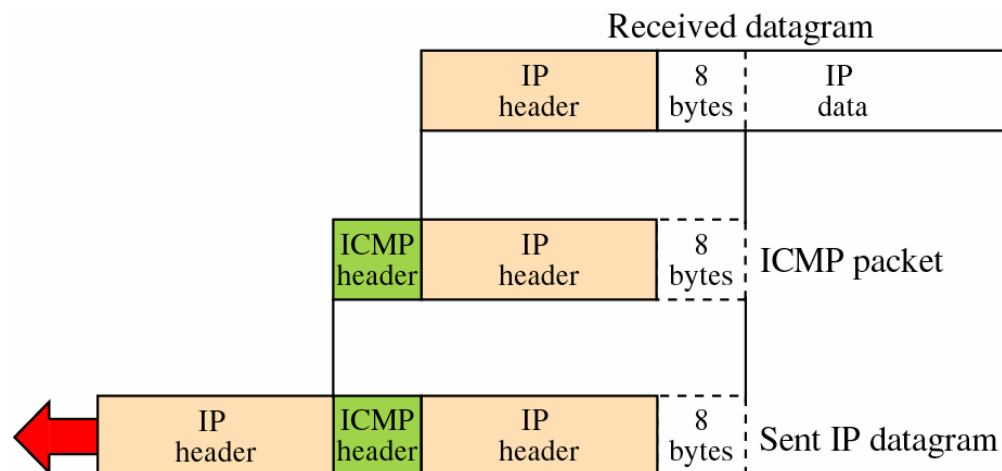 Received datagram
IP
header
8
bytes
IP
data
ICMP
header
IP
header
8
bytes
ICMP packet
IP
header
ICMP
header
IP
header
8
bytes
Sent IP datagram